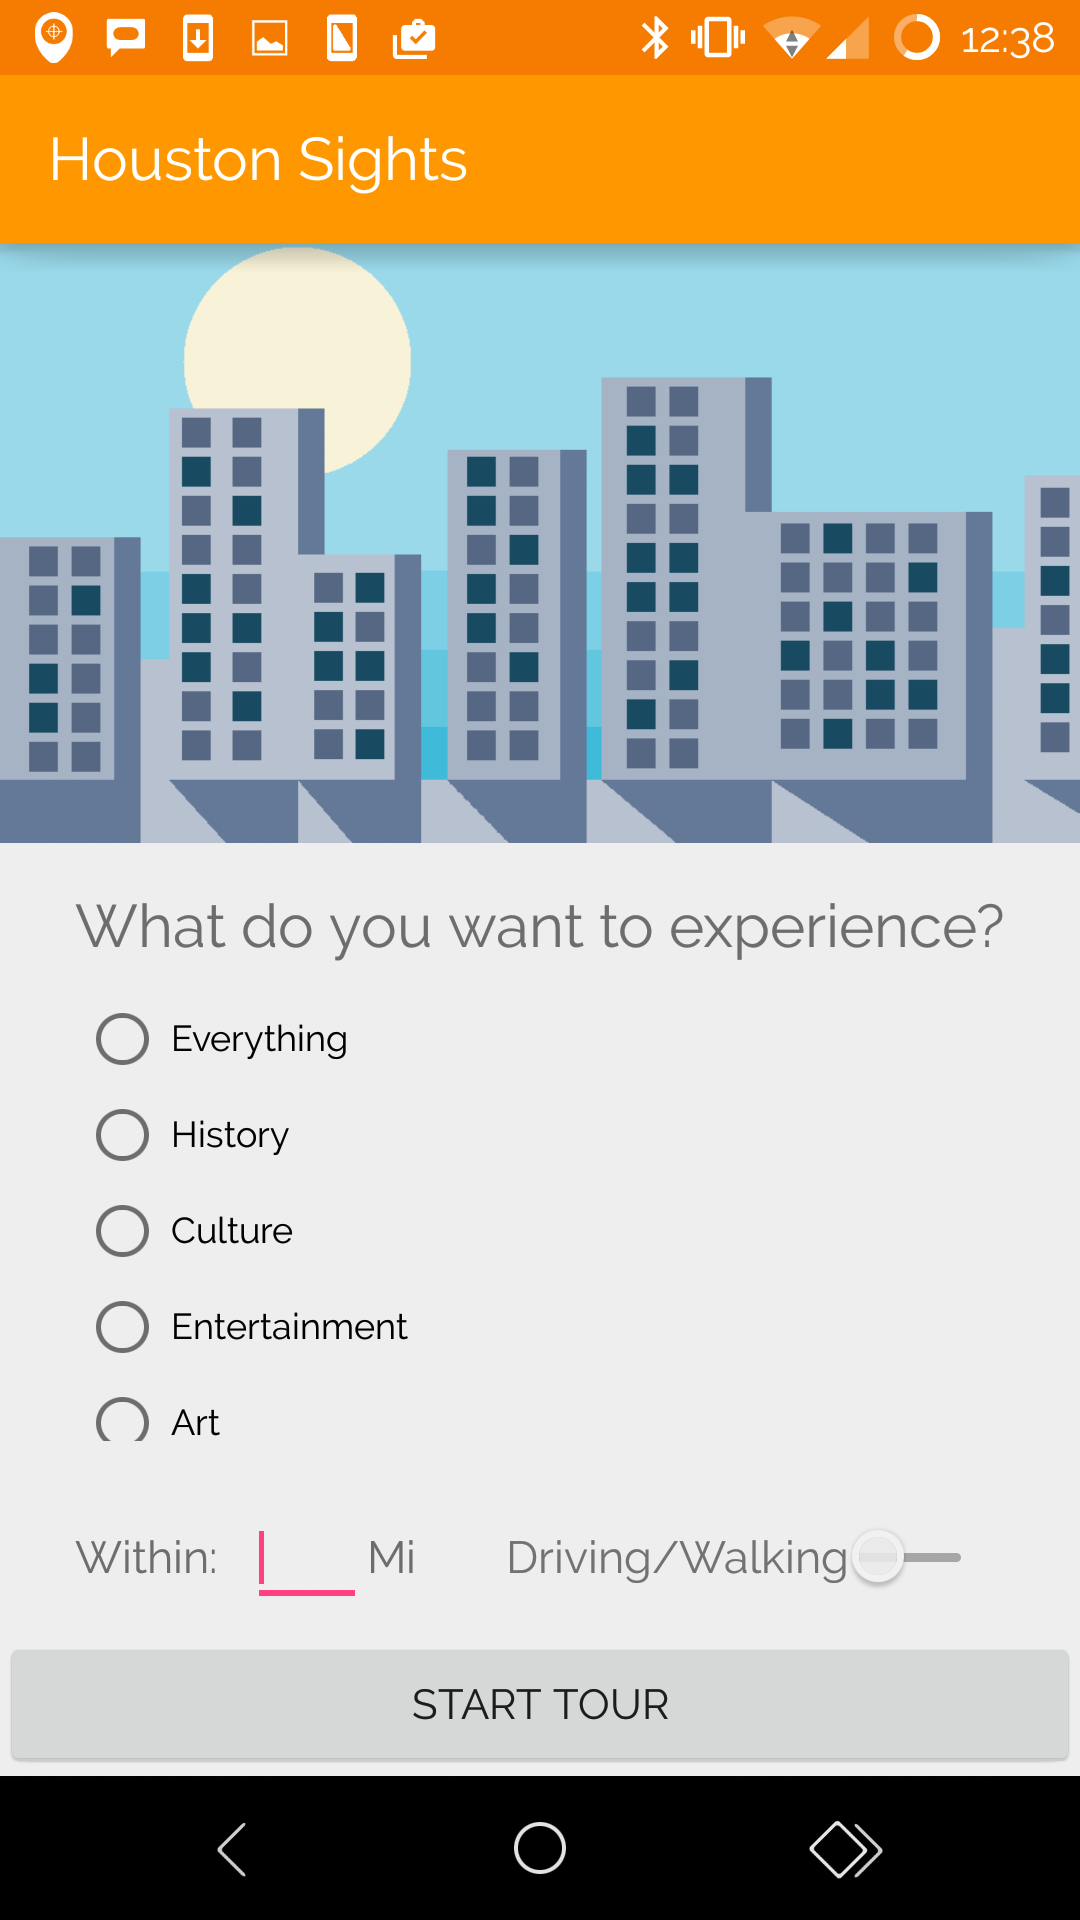 12:38
Houston Sights
What do you want to experience?
Everything
History
Culture
Entertainment
Art
Within: Mi Driving/Walking
START TOUR